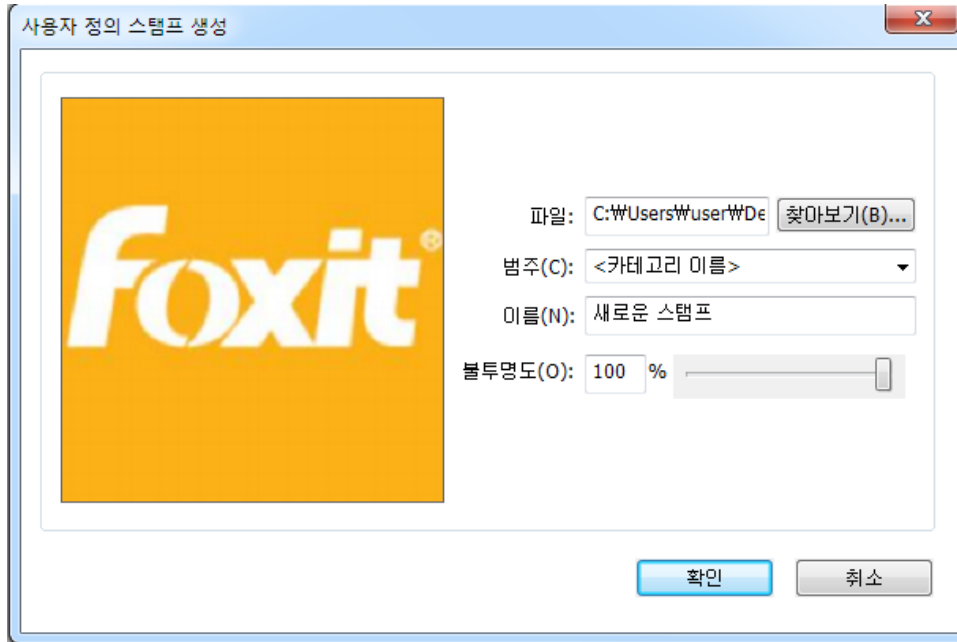 사용자 정의 스탬프 생성
foxit®
파일: C:₩Users₩user₩De 찾아보기(B)...
범주(C): <카테고리 이름>
이름(N): 새로운 스탬프
불투명도(O): 100 %
확인 취소